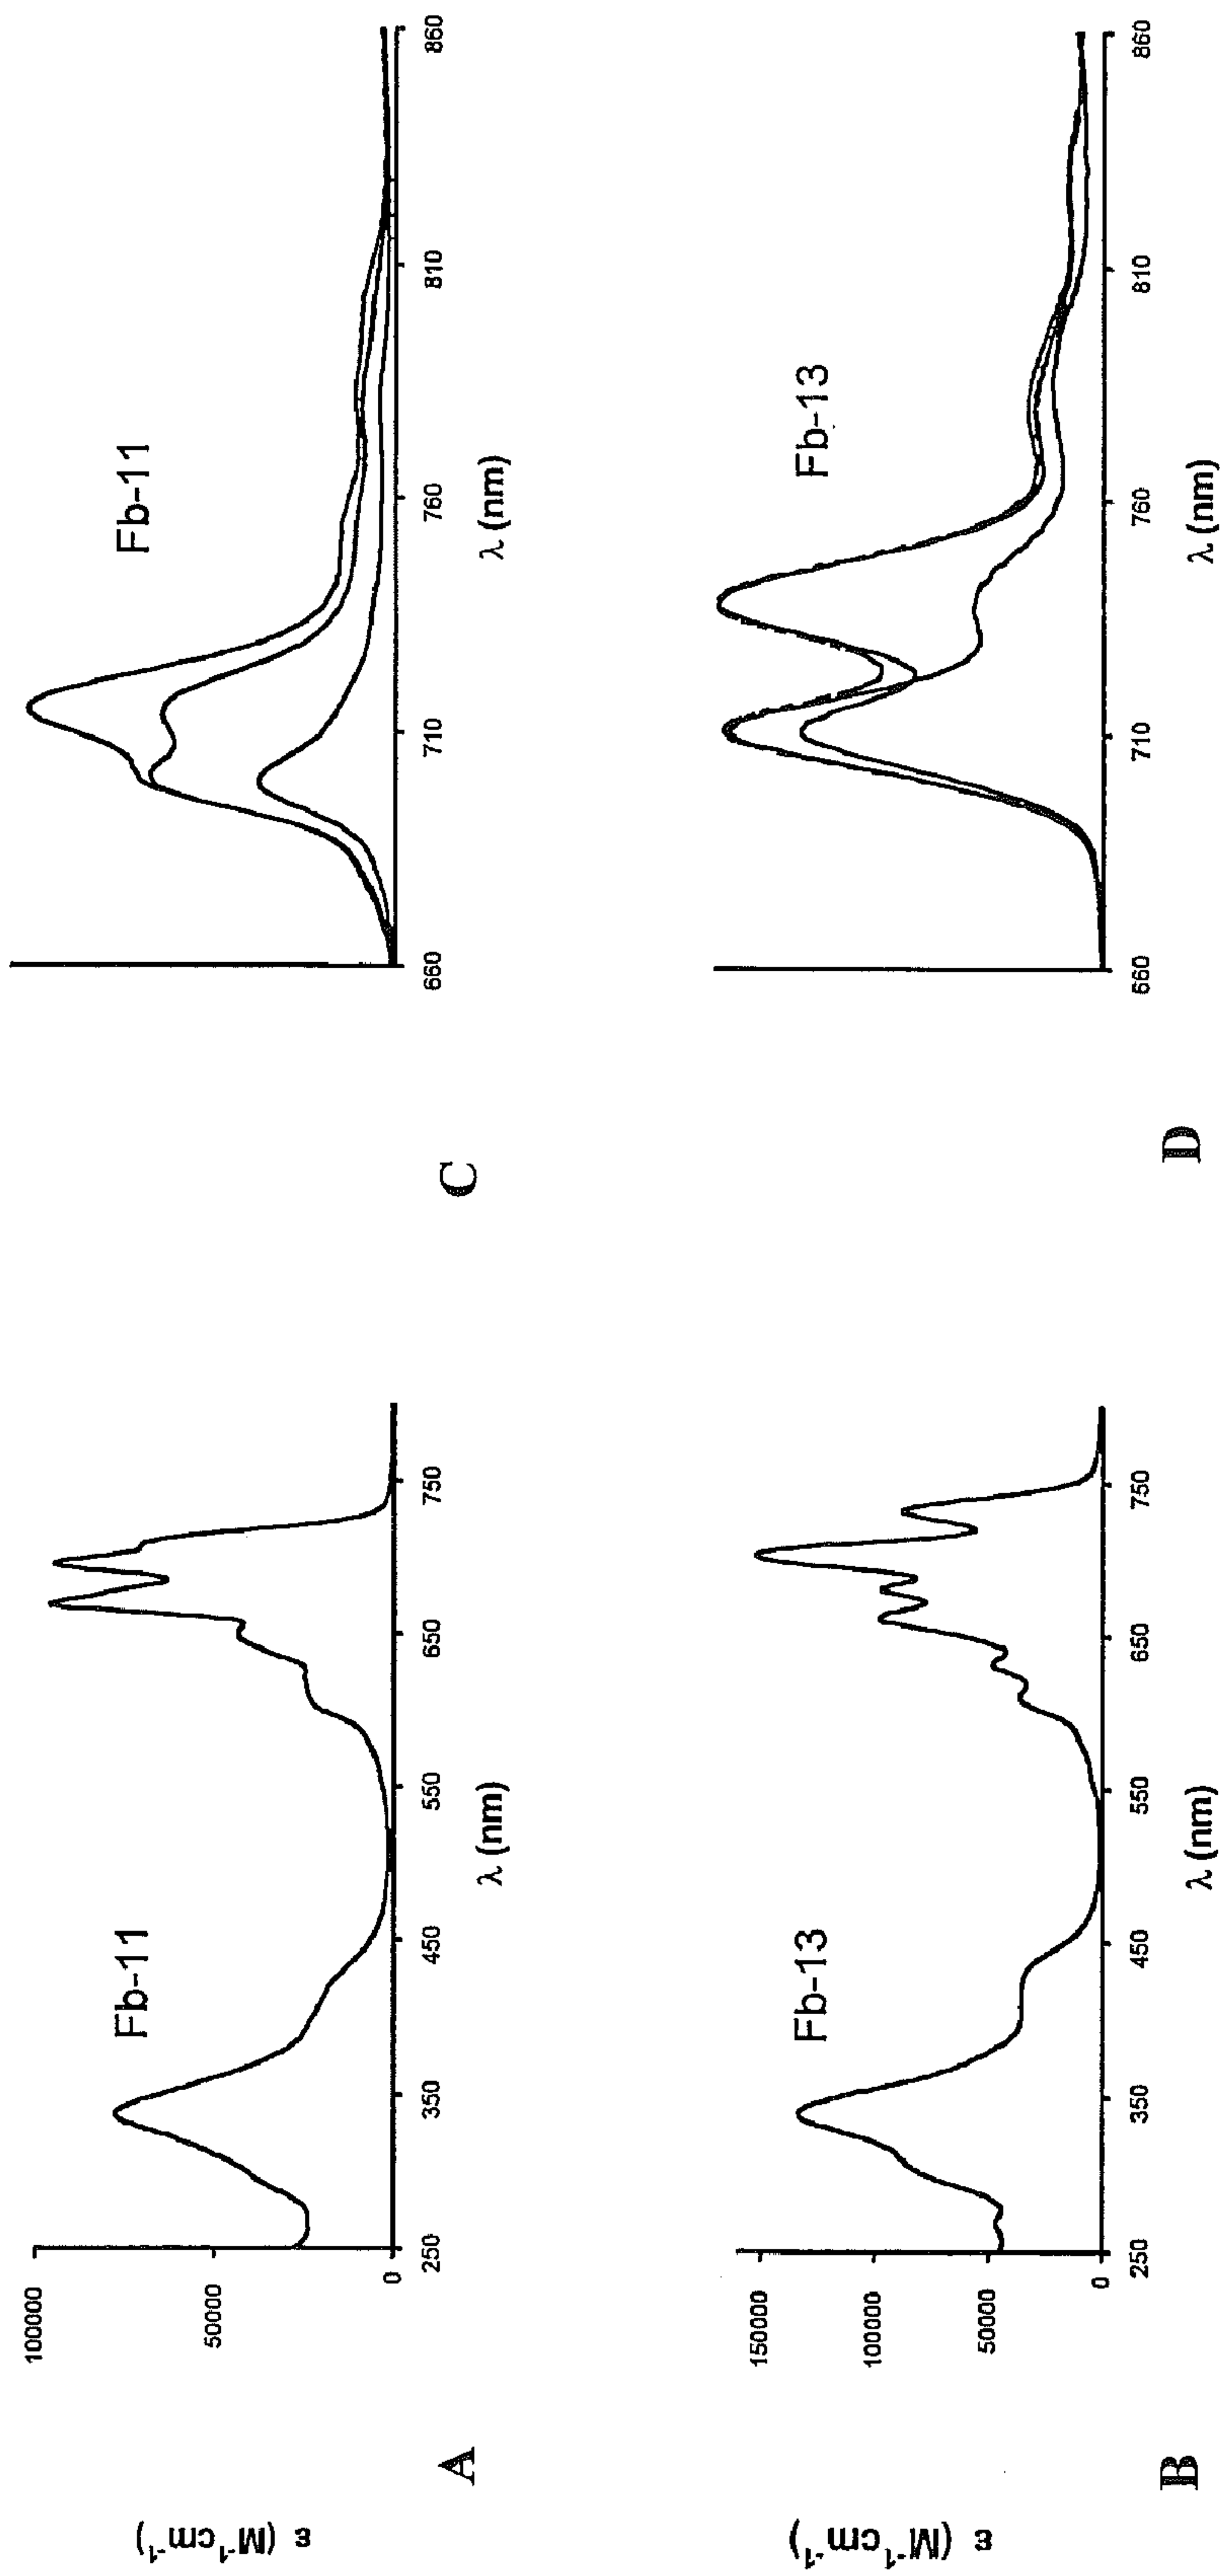 A
ε (M⁻¹cm⁻¹)
100000
50000
0
Fb-11
250
350
450
550
650
750
λ (nm)
C
Fb-11
660
710
760
810
860
λ (nm)
B
ε (M⁻¹cm⁻¹)
150000
100000
50000
0
Fb-13
250
350
450
550
650
750
λ (nm)
D
Fb-13
660
710
760
810
860
λ (nm)